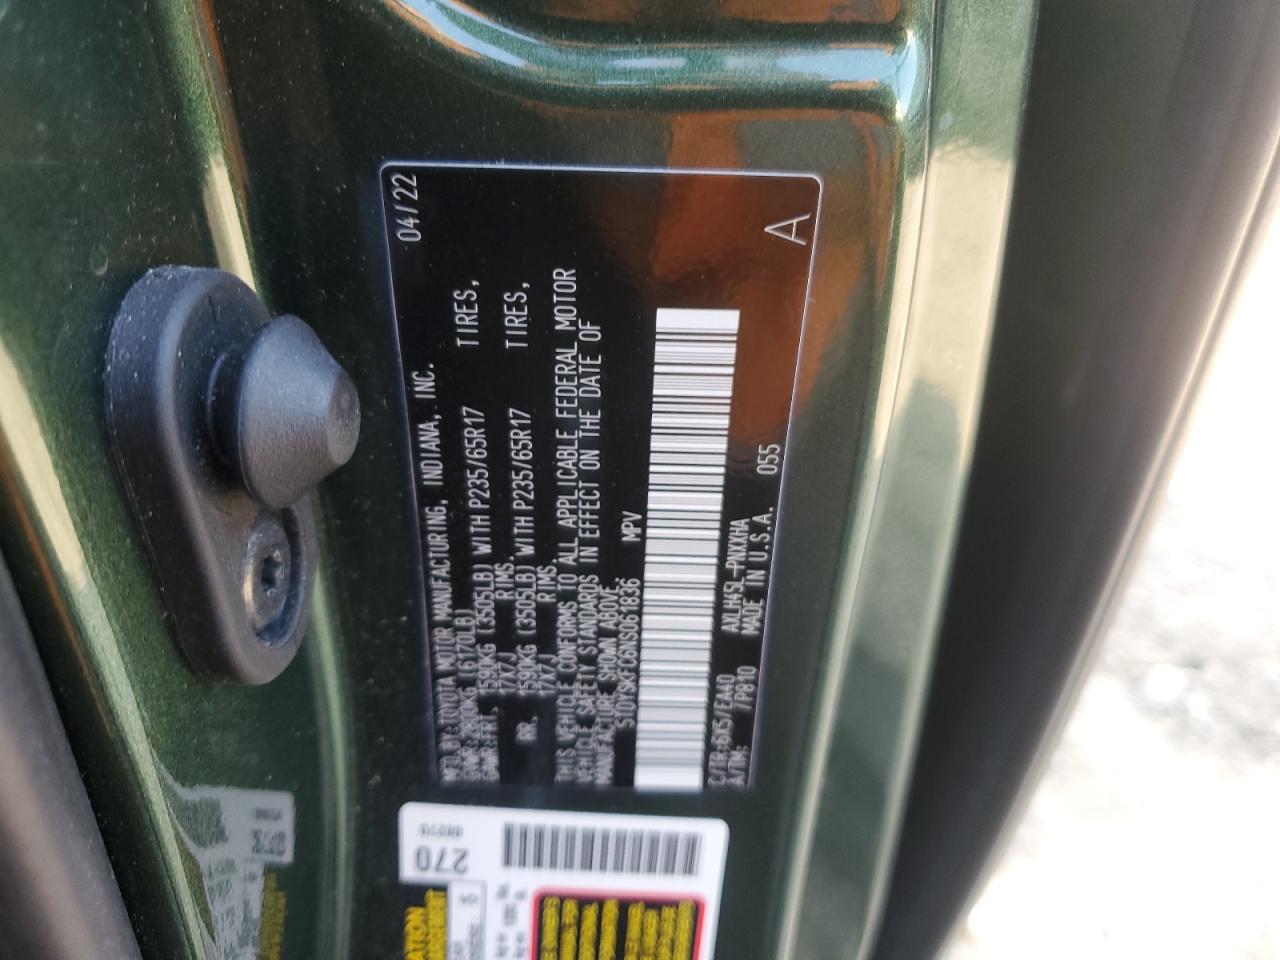 MFD.BY:TOYOTA MOTOR MANUFACTURING, INDIANA, INC. 04/22
GVWR:2800KG (6170LB)
GAWR:FRT. 1590KG (3505LB) WITH P235/65R17 TIRES,
17X7J RIMS.
RR. 1590KG (3505LB) WITH P235/65R17 TIRES,
17X7J RIMS.
THIS VEHICLE CONFORMS TO ALL APPLICABLE FEDERAL MOTOR
VEHICLE SAFETY STANDARDS IN EFFECT ON THE DATE OF
MANUFACTURE SHOWN ABOVE.
5TDYSKFC6NS061836 MPV
C/TR:6X5/EA40 AXLH45L-PNXXHA
A/TM: 7P810 MADE IN U.S.A. 055
A
270